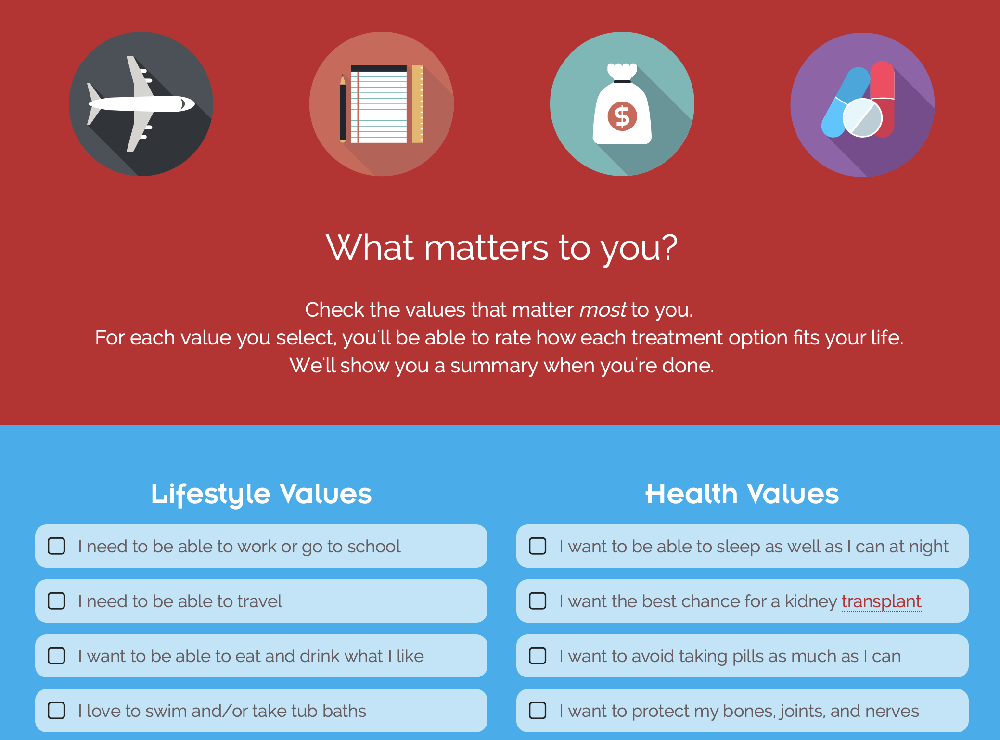 $
What matters to you?
Check the values that matter most to you.
For each value you select, you'll be able to rate how each treatment option fits your life.
We'll show you a summary when you're done.
Lifestyle Values
I need to be able to work or go to school
I need to be able to travel
I want to be able to eat and drink what I like
I love to swim and/or take tub baths
Health Values
I want to be able to sleep as well as I can at night
I want the best chance for a kidney transplant
I want to avoid taking pills as much as I can
I want to protect my bones, joints, and nerves